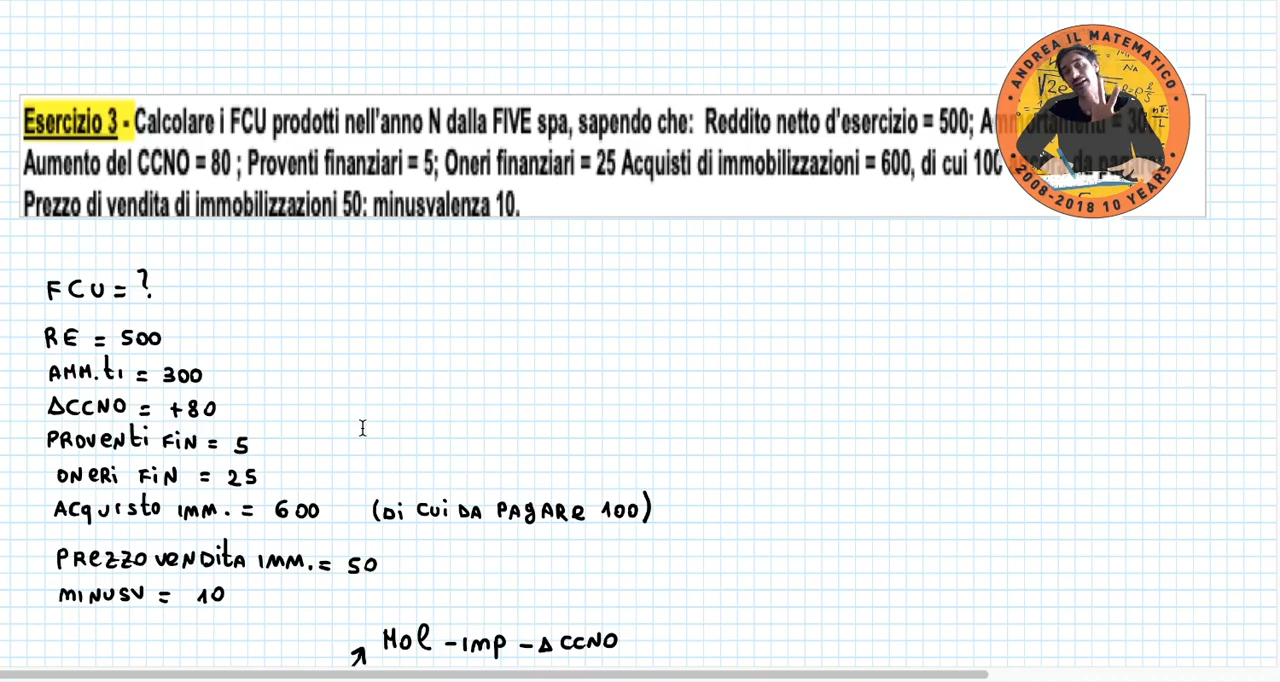 Esercizio 3 - Calcolare i FCU prodotti nell'anno N dalla FIVE spa, sapendo che: Reddito netto d'esercizio = 500; Ammortamenti = 30
Aumento del CCNO = 80 ; Proventi finanziari = 5; Oneri finanziari = 25 Acquisti di immobilizzazioni = 600, di cui 100 da
Prezzo di vendita di immobilizzazioni 50: minusvalenza 10.
ANDREA IL MATEMATICO
2008-2018 10 YEARS
FCU = ?
RE = 500
AMM.ti = 300
ΔCCNO = +80
PROVENti FiN = 5
ONERi FiN = 25
ACQUISTO IMM. = 600 (Di CUI DA PAGARE 100)
PREZZO VENDITA IMM. = 50
MINUSV = 10
↗ Mol - IMP - Δ CCNO